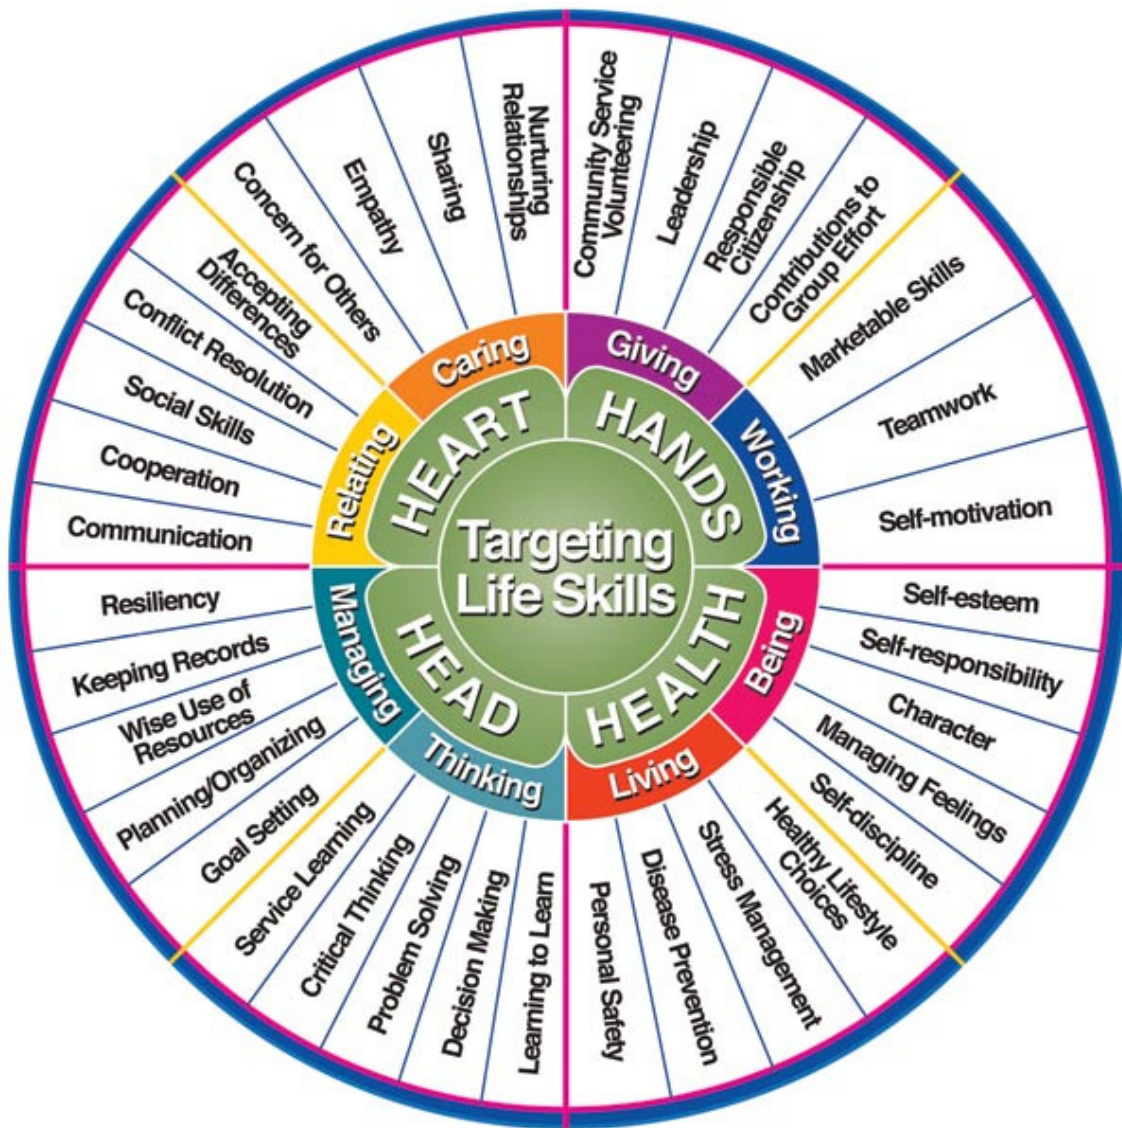 Targeting
Life Skills
HEART
HANDS
HEALTH
HEAD
Caring
Giving
Working
Being
Living
Thinking
Managing
Relating
Nurturing
Relationships
Community Service
Volunteering
Leadership
Responsible
Citizenship
Contributions to
Group Effort
Marketable Skills
Teamwork
Self-motivation
Self-esteem
Self-responsibility
Character
Managing Feelings
Self-discipline
Healthy Lifestyle
Choices
Stress Management
Disease Prevention
Personal Safety
Learning to Learn
Decision Making
Problem Solving
Critical Thinking
Service Learning
Goal Setting
Planning/Organizing
Wise Use of
Resources
Keeping Records
Resiliency
Communication
Cooperation
Social Skills
Conflict Resolution
Accepting
Differences
Concern for Others
Empathy
Sharing